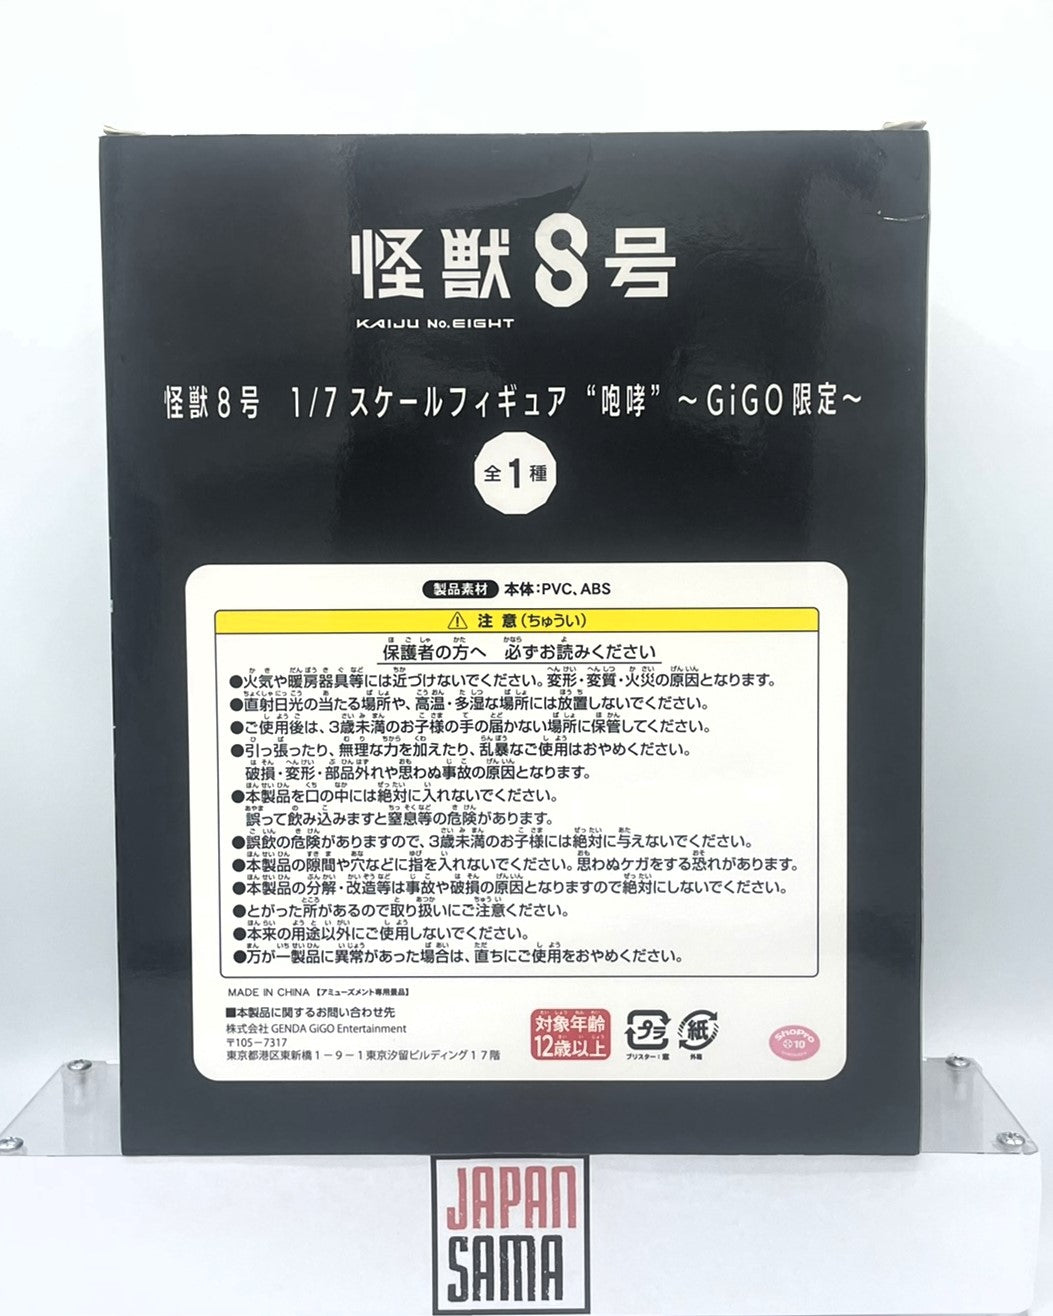 怪獣8号
KAIJU No.EIGHT
怪獣8号 1/7スケールフィギュア “咆哮” ～GiGO限定～
全1種
製品素材 本体：PVC、ABS
⚠ 注意（ちゅうい）
保護者の方へ 必ずお読みください
●火気や暖房器具等には近づけないでください。変形・変質・火災の原因となります。
●直射日光の当たる場所や、高温・多湿な場所には放置しないでください。
●ご使用後は、3歳未満のお子様の手の届かない場所に保管してください。
●引っ張ったり、無理な力を加えたり、乱暴なご使用はおやめください。
破損・変形・部品外れや思わぬ事故の原因となります。
●本製品を口の中には絶対に入れないでください。
誤って飲み込みますと窒息等の危険があります。
●誤飲の危険がありますので、3歳未満のお子様には絶対に与えないでください。
●本製品の隙間や穴などに指を入れないでください。思わぬケガをする恐れがあります。
●本製品の分解・改造等は事故や破損の原因となりますので絶対にしないでください。
●とがった所があるので取り扱いにご注意ください。
●本来の用途以外にご使用しないでください。
●万が一製品に異常があった場合は、直ちにご使用をおやめください。
MADE IN CHINA 【アミューズメント専用景品】
■本製品に関するお問い合わせ先
株式会社 GENDA GiGO Entertainment
〒105-7317
東京都港区東新橋1－9－1東京汐留ビルディング17階
対象年齢
12歳以上
プラ
ブリスター：窓
紙
外箱
ShoPro
10
JAPAN
SAMA